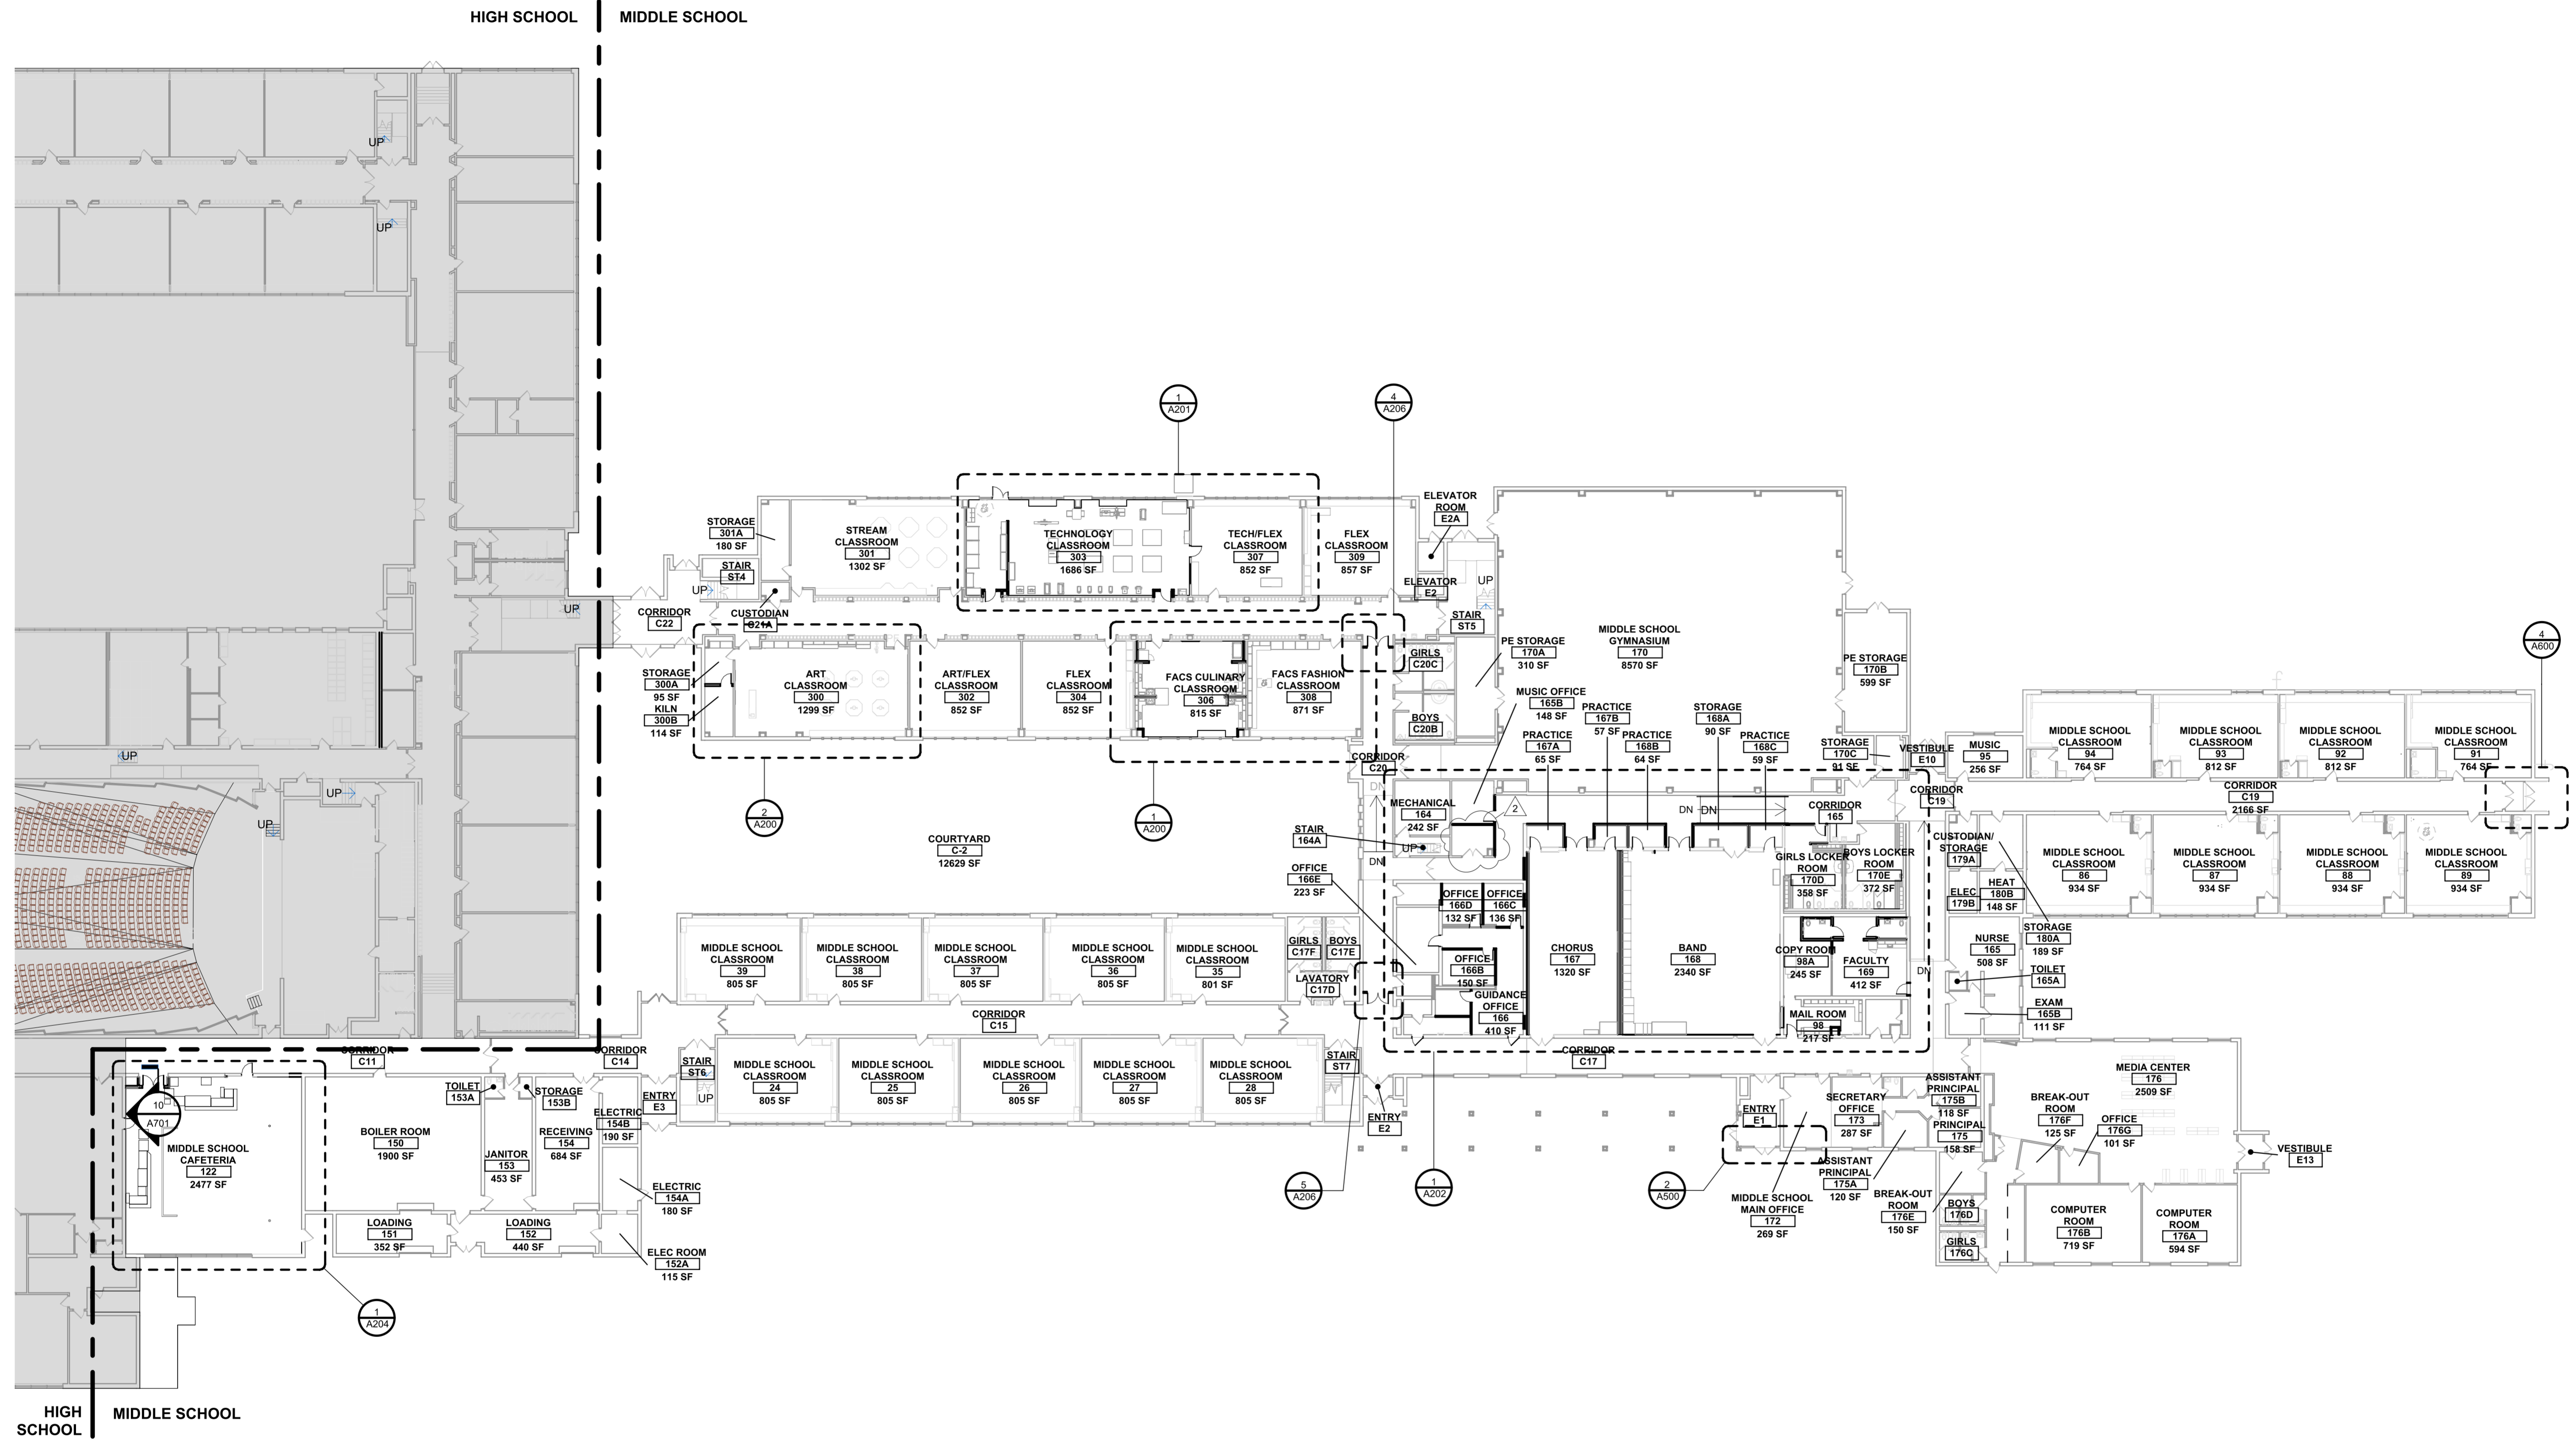 HIGH SCHOOL
MIDDLE SCHOOL
UP
UP
1
A201
4
A206
STORAGE
301A
180 SF
STREAM
CLASSROOM
301
1302 SF
TECHNOLOGY
CLASSROOM
303
1686 SF
TECH/FLEX
CLASSROOM
307
852 SF
FLEX
CLASSROOM
309
857 SF
ELEVATOR
ROOM
E2A
STAIR
ST4
UP
ELEVATOR
E2
UP
UP
CORRIDOR
C22
CUSTODIAN
C21A
STAIR
ST5
STORAGE
300A
95 SF
KILN
300B
114 SF
ART
CLASSROOM
300
1299 SF
ART/FLEX
CLASSROOM
302
852 SF
FLEX
CLASSROOM
304
852 SF
FACS CULINARY
CLASSROOM
306
815 SF
FACS FASHION
CLASSROOM
308
871 SF
GIRLS
C20C
BOYS
C20B
PE STORAGE
170A
310 SF
MIDDLE SCHOOL
GYMNASIUM
170
8570 SF
PE STORAGE
170B
599 SF
4
A600
MUSIC OFFICE
165B
148 SF
PRACTICE
167A
65 SF
PRACTICE
167B
57 SF
PRACTICE
168B
64 SF
STORAGE
168A
90 SF
PRACTICE
168C
59 SF
STORAGE
170C
91 SF
VESTIBULE
E10
MUSIC
95
256 SF
MIDDLE SCHOOL
CLASSROOM
94
764 SF
MIDDLE SCHOOL
CLASSROOM
93
812 SF
MIDDLE SCHOOL
CLASSROOM
92
812 SF
MIDDLE SCHOOL
CLASSROOM
91
764 SF
UP
UP
UP
CORRIDOR
C20
DN
2
A200
1
A200
MECHANICAL
164
242 SF
2
DN
DN
CORRIDOR
165
CORRIDOR
C19
CORRIDOR
C19
2166 SF
COURTYARD
C-2
12629 SF
STAIR
164A
UP
DN
OFFICE
166E
223 SF
OFFICE
166D
132 SF
OFFICE
166C
136 SF
GIRLS LOCKER
ROOM
170D
358 SF
BOYS LOCKER
ROOM
170E
372 SF
CUSTODIAN/
STORAGE
179A
ELEC
179B
HEAT
180B
148 SF
MIDDLE SCHOOL
CLASSROOM
86
934 SF
MIDDLE SCHOOL
CLASSROOM
87
934 SF
MIDDLE SCHOOL
CLASSROOM
88
934 SF
MIDDLE SCHOOL
CLASSROOM
89
934 SF
MIDDLE SCHOOL
CLASSROOM
39
805 SF
MIDDLE SCHOOL
CLASSROOM
38
805 SF
MIDDLE SCHOOL
CLASSROOM
37
805 SF
MIDDLE SCHOOL
CLASSROOM
36
805 SF
MIDDLE SCHOOL
CLASSROOM
35
801 SF
GIRLS
C17F
BOYS
C17E
LAVATORY
C17D
OFFICE
166B
150 SF
GUIDANCE
OFFICE
166
410 SF
CHORUS
167
1320 SF
BAND
168
2340 SF
COPY ROOM
98A
245 SF
FACULTY
169
412 SF
MAIL ROOM
98
217 SF
DN
NURSE
165
508 SF
STORAGE
180A
189 SF
TOILET
165A
EXAM
165B
111 SF
CORRIDOR
C15
CORRIDOR
C11
CORRIDOR
C14
CORRIDOR
C17
STAIR
ST6
UP
MIDDLE SCHOOL
CLASSROOM
24
805 SF
MIDDLE SCHOOL
CLASSROOM
25
805 SF
MIDDLE SCHOOL
CLASSROOM
26
805 SF
MIDDLE SCHOOL
CLASSROOM
27
805 SF
MIDDLE SCHOOL
CLASSROOM
28
805 SF
STAIR
ST7
ENTRY
E2
ENTRY
E3
TOILET
153A
STORAGE
153B
ELECTRIC
154B
190 SF
10
A701
MIDDLE SCHOOL
CAFETERIA
122
2477 SF
BOILER ROOM
150
1900 SF
JANITOR
153
453 SF
RECEIVING
154
684 SF
ELECTRIC
154A
180 SF
LOADING
151
352 SF
LOADING
152
440 SF
ELEC ROOM
152A
115 SF
1
A204
5
A206
1
A202
2
A500
ENTRY
E1
SECRETARY
OFFICE
173
287 SF
ASSISTANT
PRINCIPAL
175B
118 SF
PRINCIPAL
175
158 SF
ASSISTANT
PRINCIPAL
175A
120 SF
MIDDLE SCHOOL
MAIN OFFICE
172
269 SF
BREAK-OUT
ROOM
176E
150 SF
BREAK-OUT
ROOM
176F
125 SF
MEDIA CENTER
176
2509 SF
OFFICE
176G
101 SF
VESTIBULE
E13
BOYS
176D
GIRLS
176C
COMPUTER
ROOM
176B
719 SF
COMPUTER
ROOM
176A
594 SF
HIGH
SCHOOL
MIDDLE SCHOOL